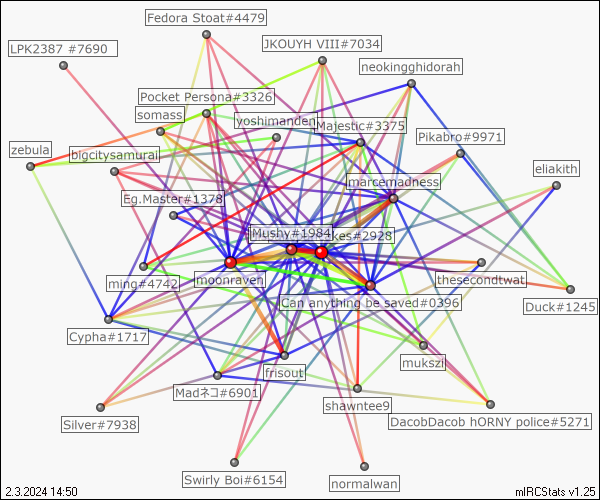 Fedora Stoat#4479
JKOUYH VIII#7034
LPK2387 #7690
neokingghidorah
Pocket Persona#3326
somass
yoshimanden
Majestic#3375
Pikabro#9971
zebula
bigcitysamurai
eliakith
marcemadness
Eg.Master#1378
Mushy#1984
kes#2928
ming#4742
moonraven
thesecondtwat
Can anything be saved#0396
Duck#1245
Cypha#1717
mukszil
frisout
Madネコ#6901
shawntee9
Silver#7938
DacobDacob hORNY police#5271
Swirly Boi#6154
normalwan
2.3.2024 14:50
mIRCStats v1.25